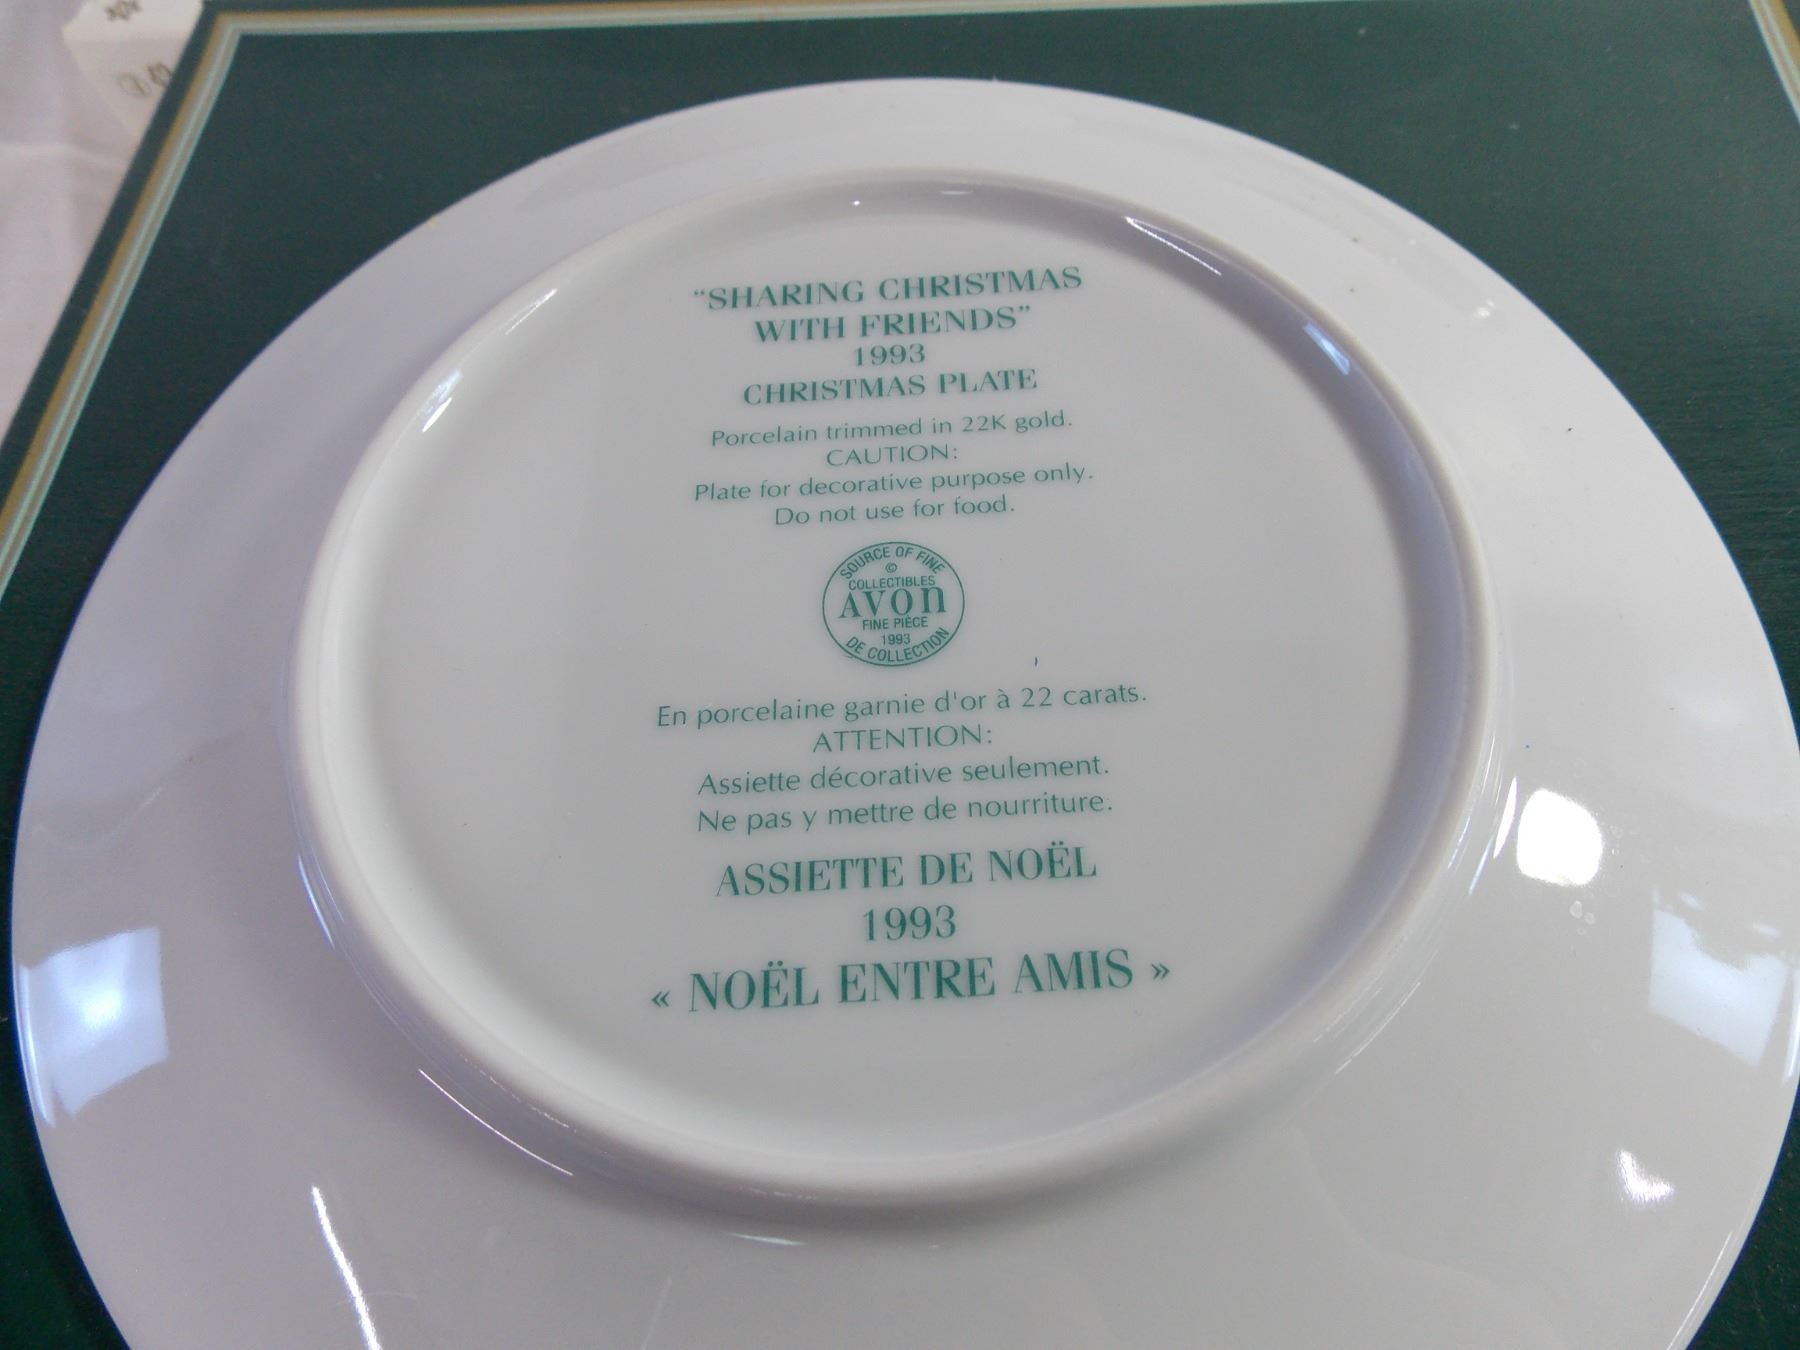 “SHARING CHRISTMAS
WITH FRIENDS”
1993
CHRISTMAS PLATE
Porcelain trimmed in 22K gold.
CAUTION:
Plate for decorative purpose only.
Do not use for food.
SOURCE OF FINE
©
COLLECTIBLES
AVON
FINE PIÈCE
1993
DE COLLECTION
En porcelaine garnie d'or à 22 carats.
ATTENTION:
Assiette décorative seulement.
Ne pas y mettre de nourriture.
ASSIETTE DE NOËL
1993
« NOËL ENTRE AMIS »